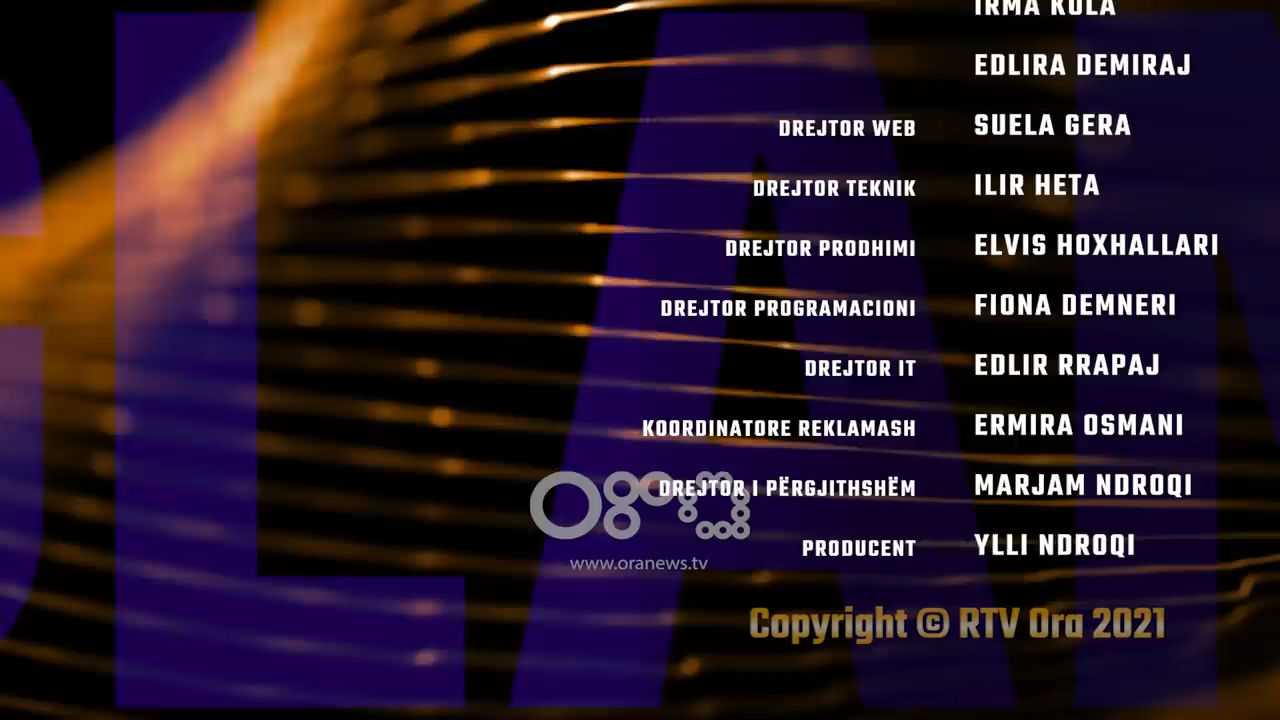 IRMA KOLA
EDLIRA DEMIRAJ
DREJTOR WEB SUELA GERA
DREJTOR TEKNIK ILIR HETA
DREJTOR PRODHIMI ELVIS HOXHALLARI
DREJTOR PROGRAMACIONI FIONA DEMNERI
DREJTOR IT EDLIR RRAPAJ
KOORDINATORE REKLAMASH ERMIRA OSMANI
DREJTOR I PËRGJITHSHËM MARJAM NDROQI
PRODUCENT YLLI NDROQI
www.oranews.tv
Copyright © RTV Ora 2021